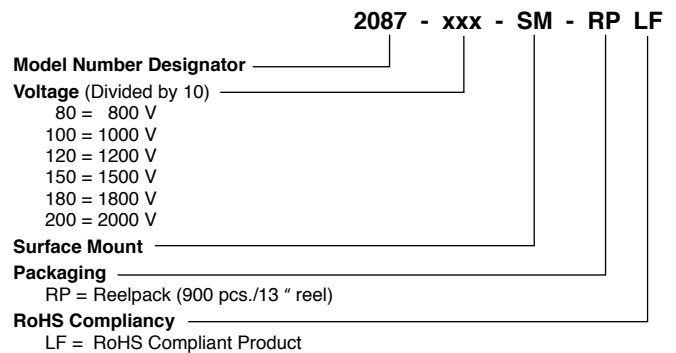 2087 - xxx - SM - RP LF
Model Number Designator
Voltage (Divided by 10)
80 = 800 V
100 = 1000 V
120 = 1200 V
150 = 1500 V
180 = 1800 V
200 = 2000 V
Surface Mount
Packaging
RP = Reelpack (900 pcs./13 " reel)
RoHS Compliancy
LF = RoHS Compliant Product